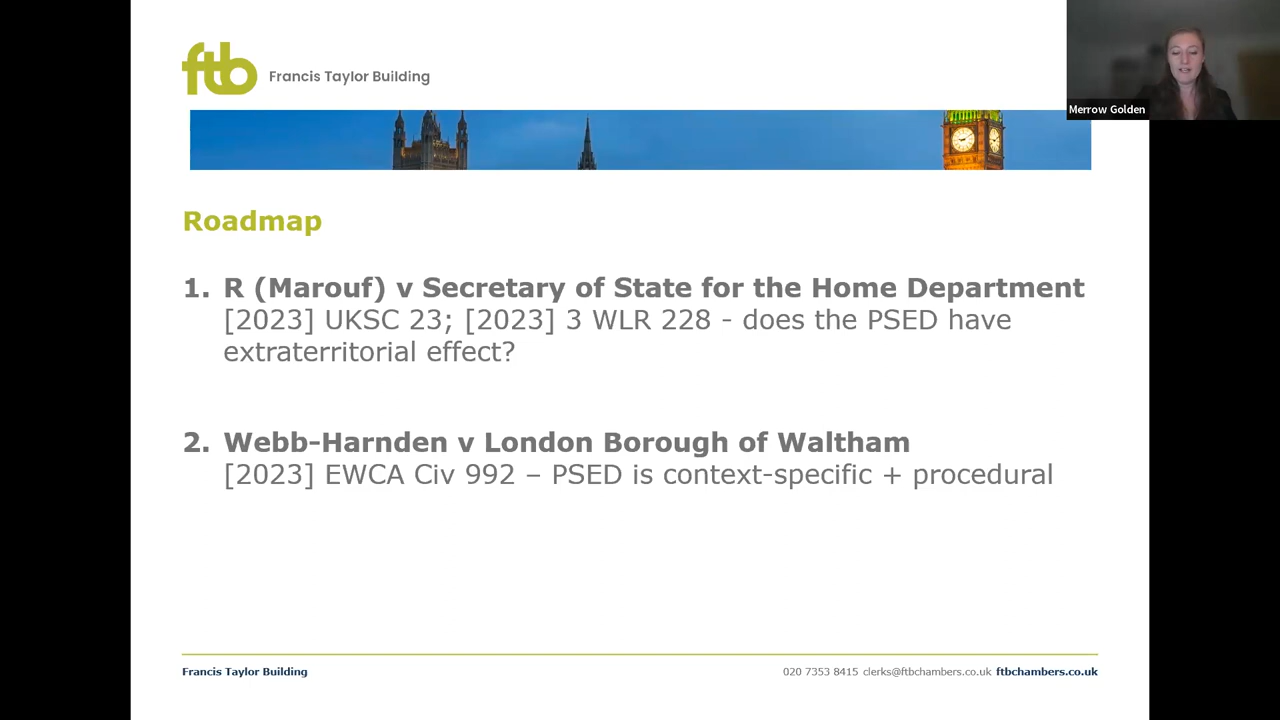 ftb Francis Taylor Building
Merrow Golden
Roadmap
1. R (Marouf) v Secretary of State for the Home Department
[2023] UKSC 23; [2023] 3 WLR 228 - does the PSED have
extraterritorial effect?
2. Webb-Harnden v London Borough of Waltham
[2023] EWCA Civ 992 – PSED is context-specific + procedural
Francis Taylor Building
020 7353 8415 clerks@ftbchambers.co.uk ftbchambers.co.uk